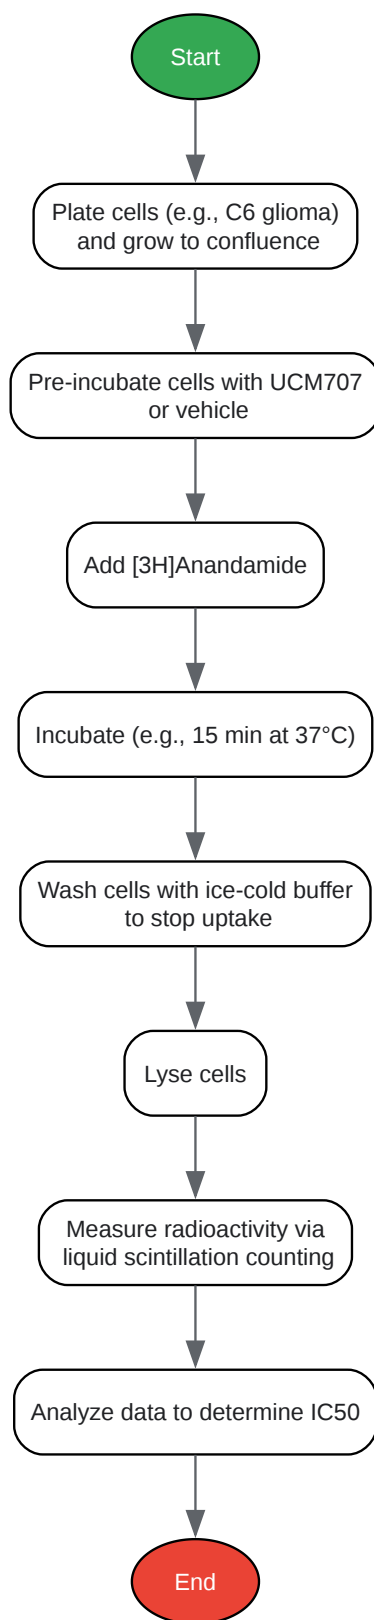 Start
Plate cells (e.g., C6 glioma)
and grow to confluence
Pre-incubate cells with UCM707
or vehicle
Add [3H]Anandamide
Incubate (e.g., 15 min at 37°C)
Wash cells with ice-cold buffer
to stop uptake
Lyse cells
Measure radioactivity via
liquid scintillation counting
Analyze data to determine IC50
End